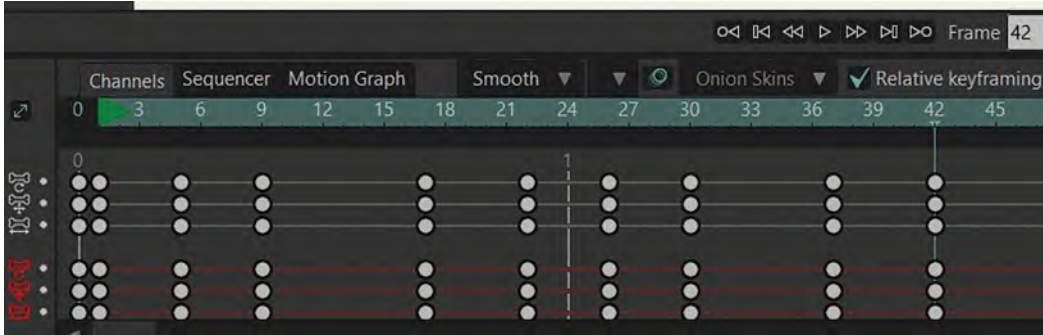 Frame 42
Channels Sequencer Motion Graph Smooth Onion Skins Relative keyframing
0 3 6 9 12 15 18 21 24 27 30 33 36 39 42 45
0 1